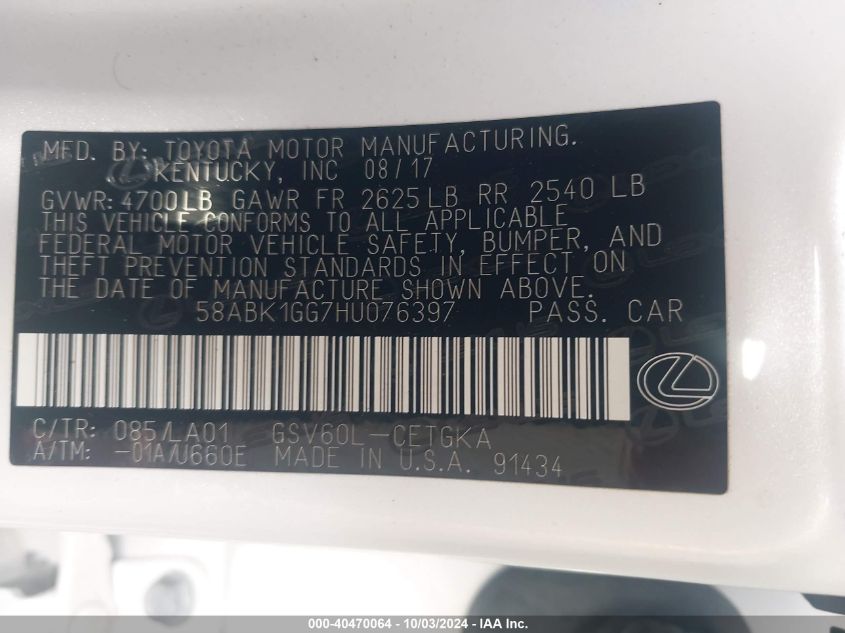 MFD. BY: TOYOTA MOTOR MANUFACTURING.
KENTUCKY, INC 08/17
GVWR: 4700LB GAWR FR 2625LB RR 2540 LB
THIS VEHICLE CONFORMS TO ALL APPLICABLE
FEDERAL MOTOR VEHICLE SAFETY, BUMPER, AND
THEFT PREVENTION STANDARDS IN EFFECT ON
THE DATE OF MANUFACTURE SHOWN ABOVE.
58ABK1GG7HU076397 PASS. CAR
C/TR: 085/LA01 GSV60L-CETGKA
A/TM: -01A/U660E MADE IN U.S.A. 91434
000-40470064 - 10/03/2024 - IAA Inc.